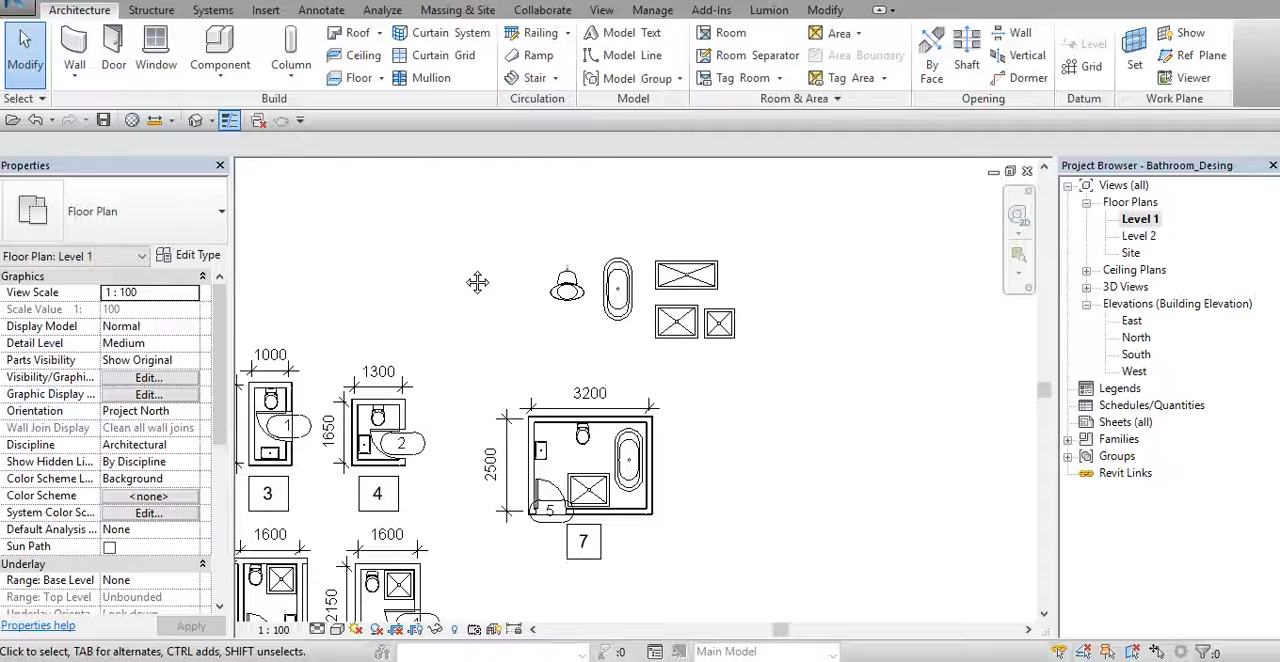 Architecture Structure Systems Insert Annotate Analyze Massing & Site Collaborate View Manage Add-Ins Lumion Modify
Modify Wall Door Window Component Column
Roof Curtain System
Ceiling Curtain Grid
Floor Mullion
Railing
Ramp
Stair
Model Text
Model Line
Model Group
Room Area
Room Separator Area Boundary
Tag Room Tag Area
By Face Shaft
Wall
Vertical
Dormer
Level
Grid
Set
Show
Ref Plane
Viewer
Select Build Circulation Model Room & Area Opening Datum Work Plane
Properties
Floor Plan
Floor Plan: Level 1 Edit Type
Graphics
View Scale 1 : 100
Scale Value 1: 100
Display Model Normal
Detail Level Medium
Parts Visibility Show Original
Visibility/Graphi... Edit...
Graphic Display ... Edit...
Orientation Project North
Wall Join Display Clean all wall joins
Discipline Architectural
Show Hidden Li... By Discipline
Color Scheme L... Background
Color Scheme <none>
System Color Sc... Edit...
Default Analysis ... None
Sun Path
Underlay
Range: Base Level None
Range: Top Level Unbounded
Properties help Apply
2D
1000
1
3
1300
1650
2
4
3200
2500
5
7
1600
1600
2150
1 : 100
Project Browser - Bathroom_Desing
Views (all)
Floor Plans
Level 1
Level 2
Site
Ceiling Plans
3D Views
Elevations (Building Elevation)
East
North
South
West
Legends
Schedules/Quantities
Sheets (all)
Families
Groups
Revit Links
Click to select, TAB for alternates, CTRL adds, SHIFT unselects. :0 Main Model :0